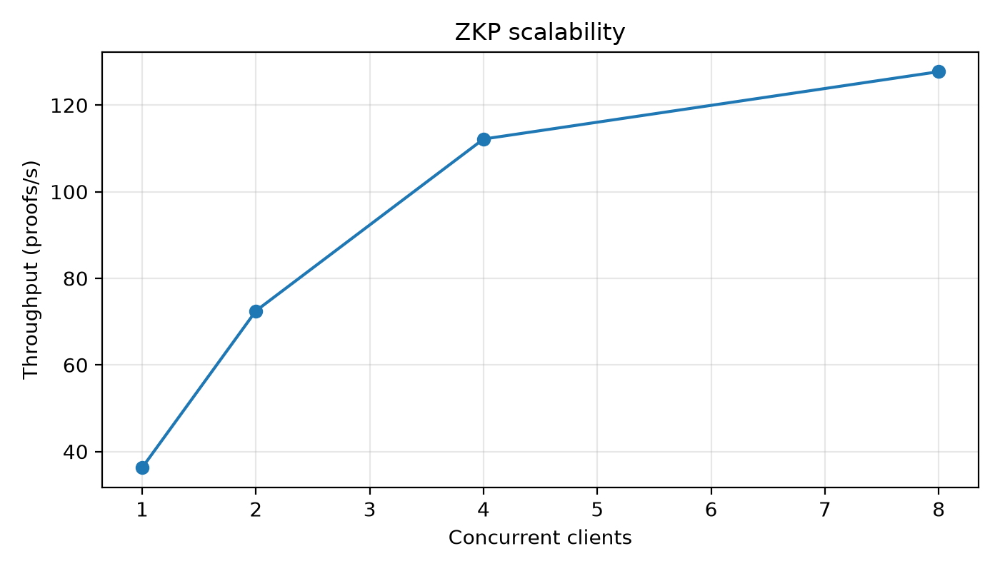 ZKP scalability
Throughput (proofs/s)
120
100
80
60
40
1 2 3 4 5 6 7 8
Concurrent clients